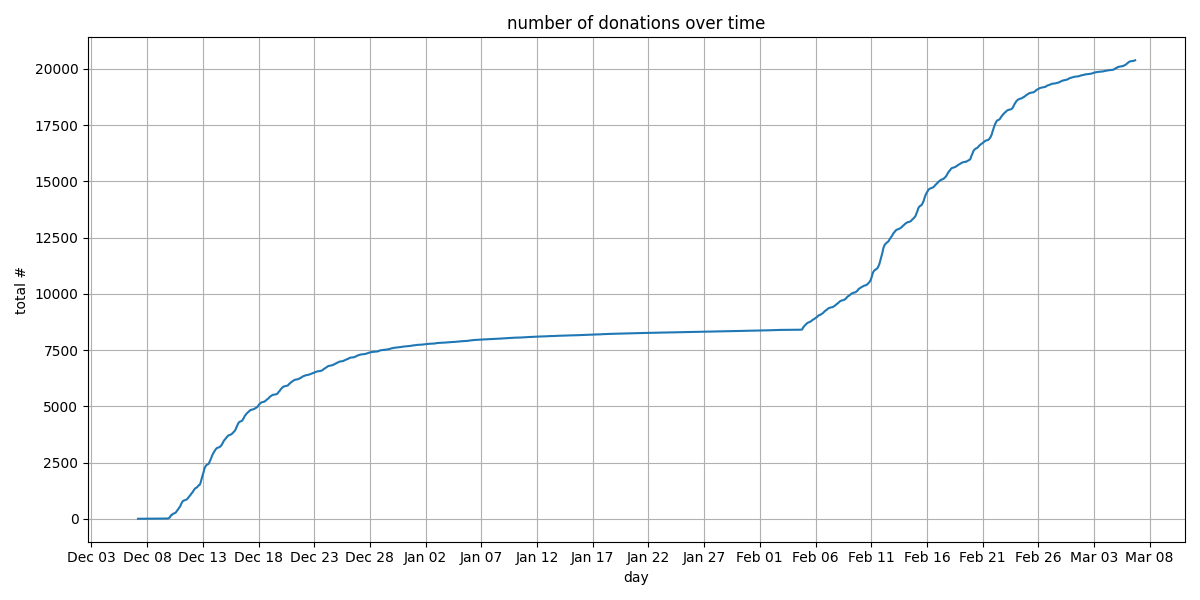 number of donations over time
total #
20000
17500
15000
12500
10000
7500
5000
2500
0
Dec 03 Dec 08 Dec 13 Dec 18 Dec 23 Dec 28 Jan 02 Jan 07 Jan 12 Jan 17 Jan 22 Jan 27 Feb 01 Feb 06 Feb 11 Feb 16 Feb 21 Feb 26 Mar 03 Mar 08
day